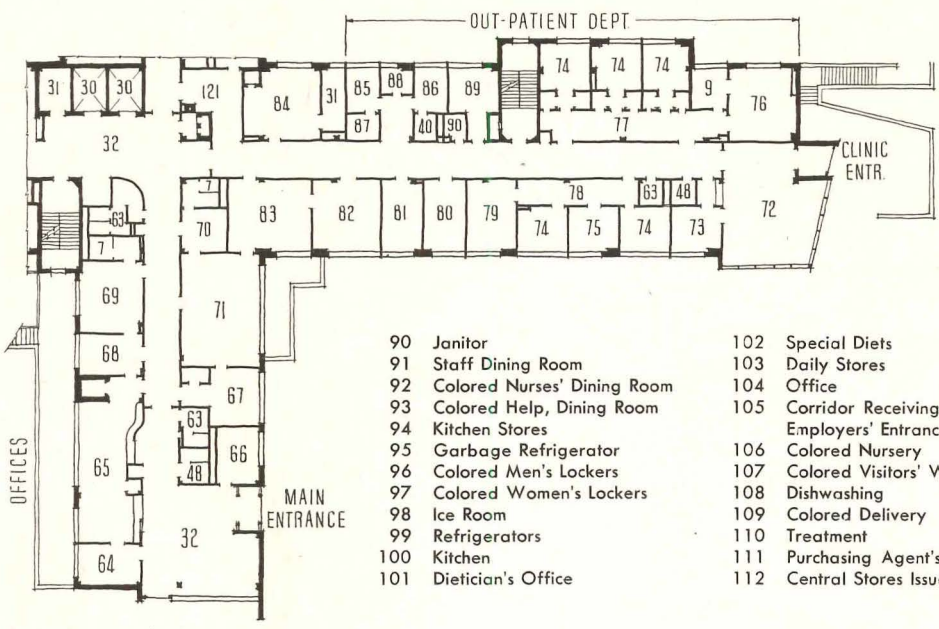 OUT-PATIENT DEPT.
31 30 30 121 84 31 85 88 86 89 74 74 74 9 76
87 40 90 77
32
CLINIC
ENTR.
7 78 63 48 72
63 70 83 82 81 80 79 74 75 74 73
7
69 71
68
67
63
65 66
48
OFFICES
MAIN
ENTRANCE
32
64
90 Janitor
91 Staff Dining Room
92 Colored Nurses' Dining Room
93 Colored Help, Dining Room
94 Kitchen Stores
95 Garbage Refrigerator
96 Colored Men's Lockers
97 Colored Women's Lockers
98 Ice Room
99 Refrigerators
100 Kitchen
101 Dietician's Office
102 Special Diets
103 Daily Stores
104 Office
105 Corridor Receiving
Employers' Entranc
106 Colored Nursery
107 Colored Visitors' W
108 Dishwashing
109 Colored Delivery
110 Treatment
111 Purchasing Agent's
112 Central Stores Issu